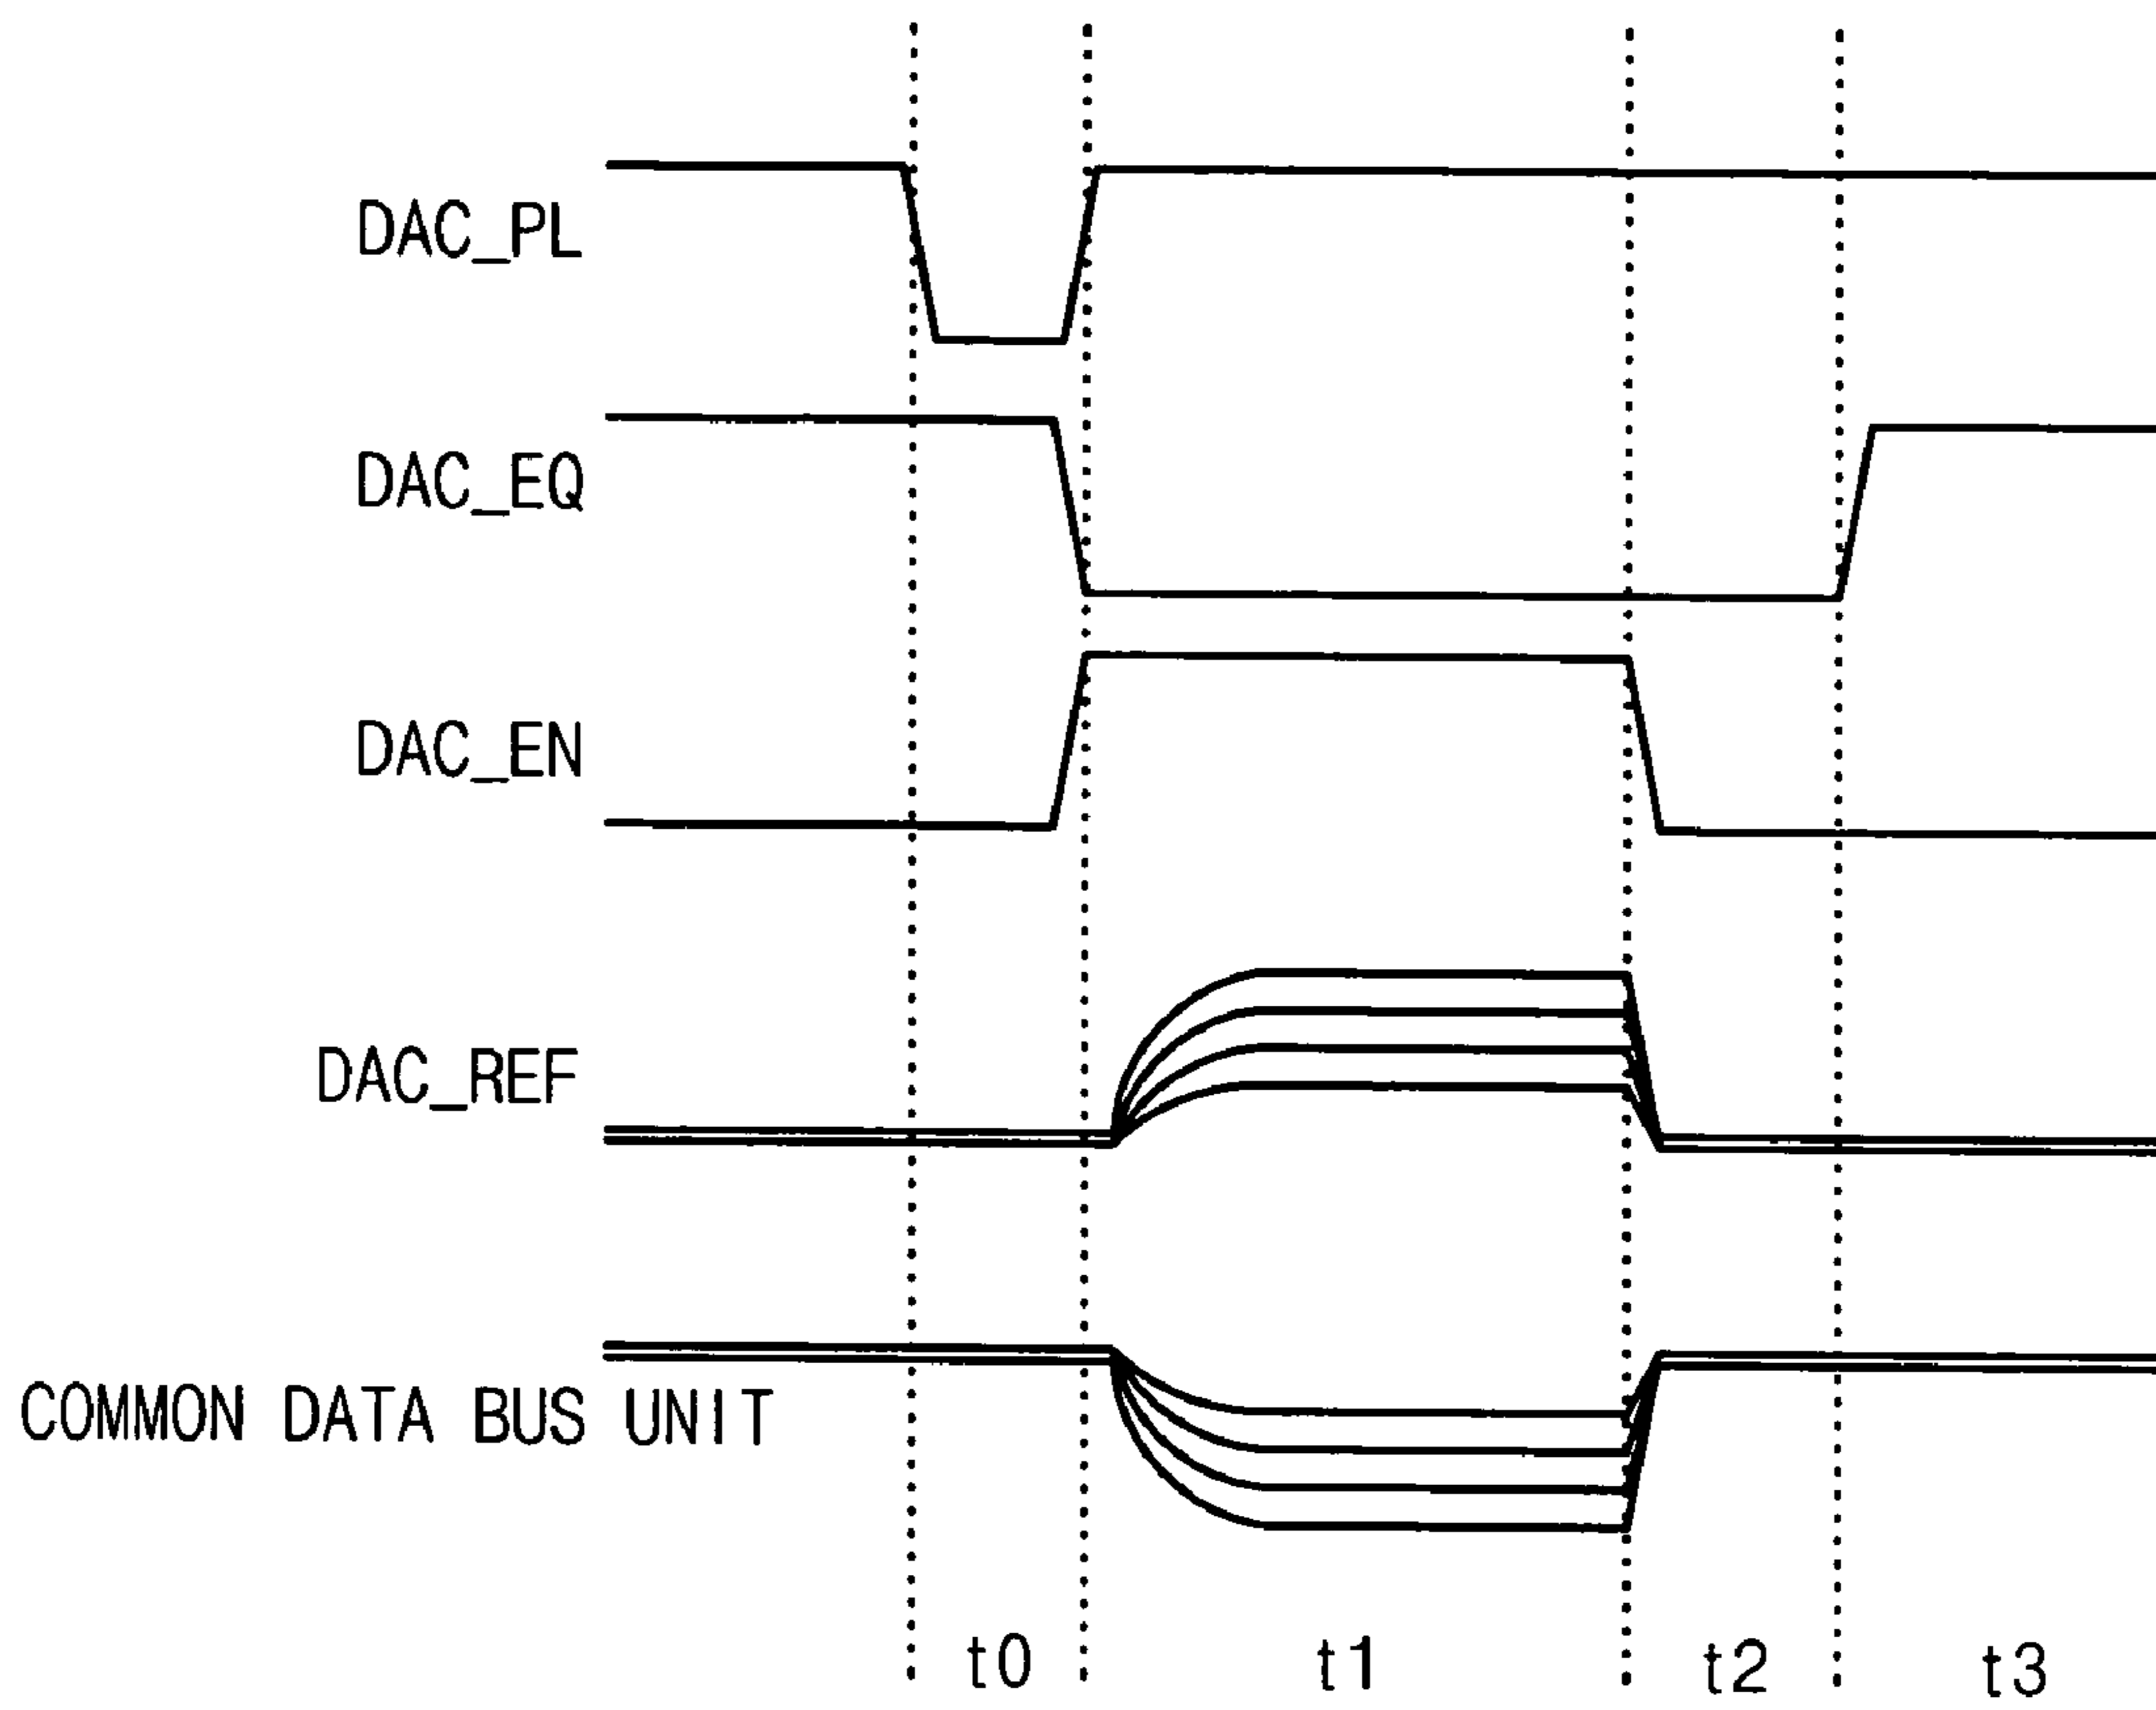 DAC_PL
DAC_EQ
DAC_EN
DAC_REF
COMMON DATA BUS UNIT
t0 t1 t2 t3